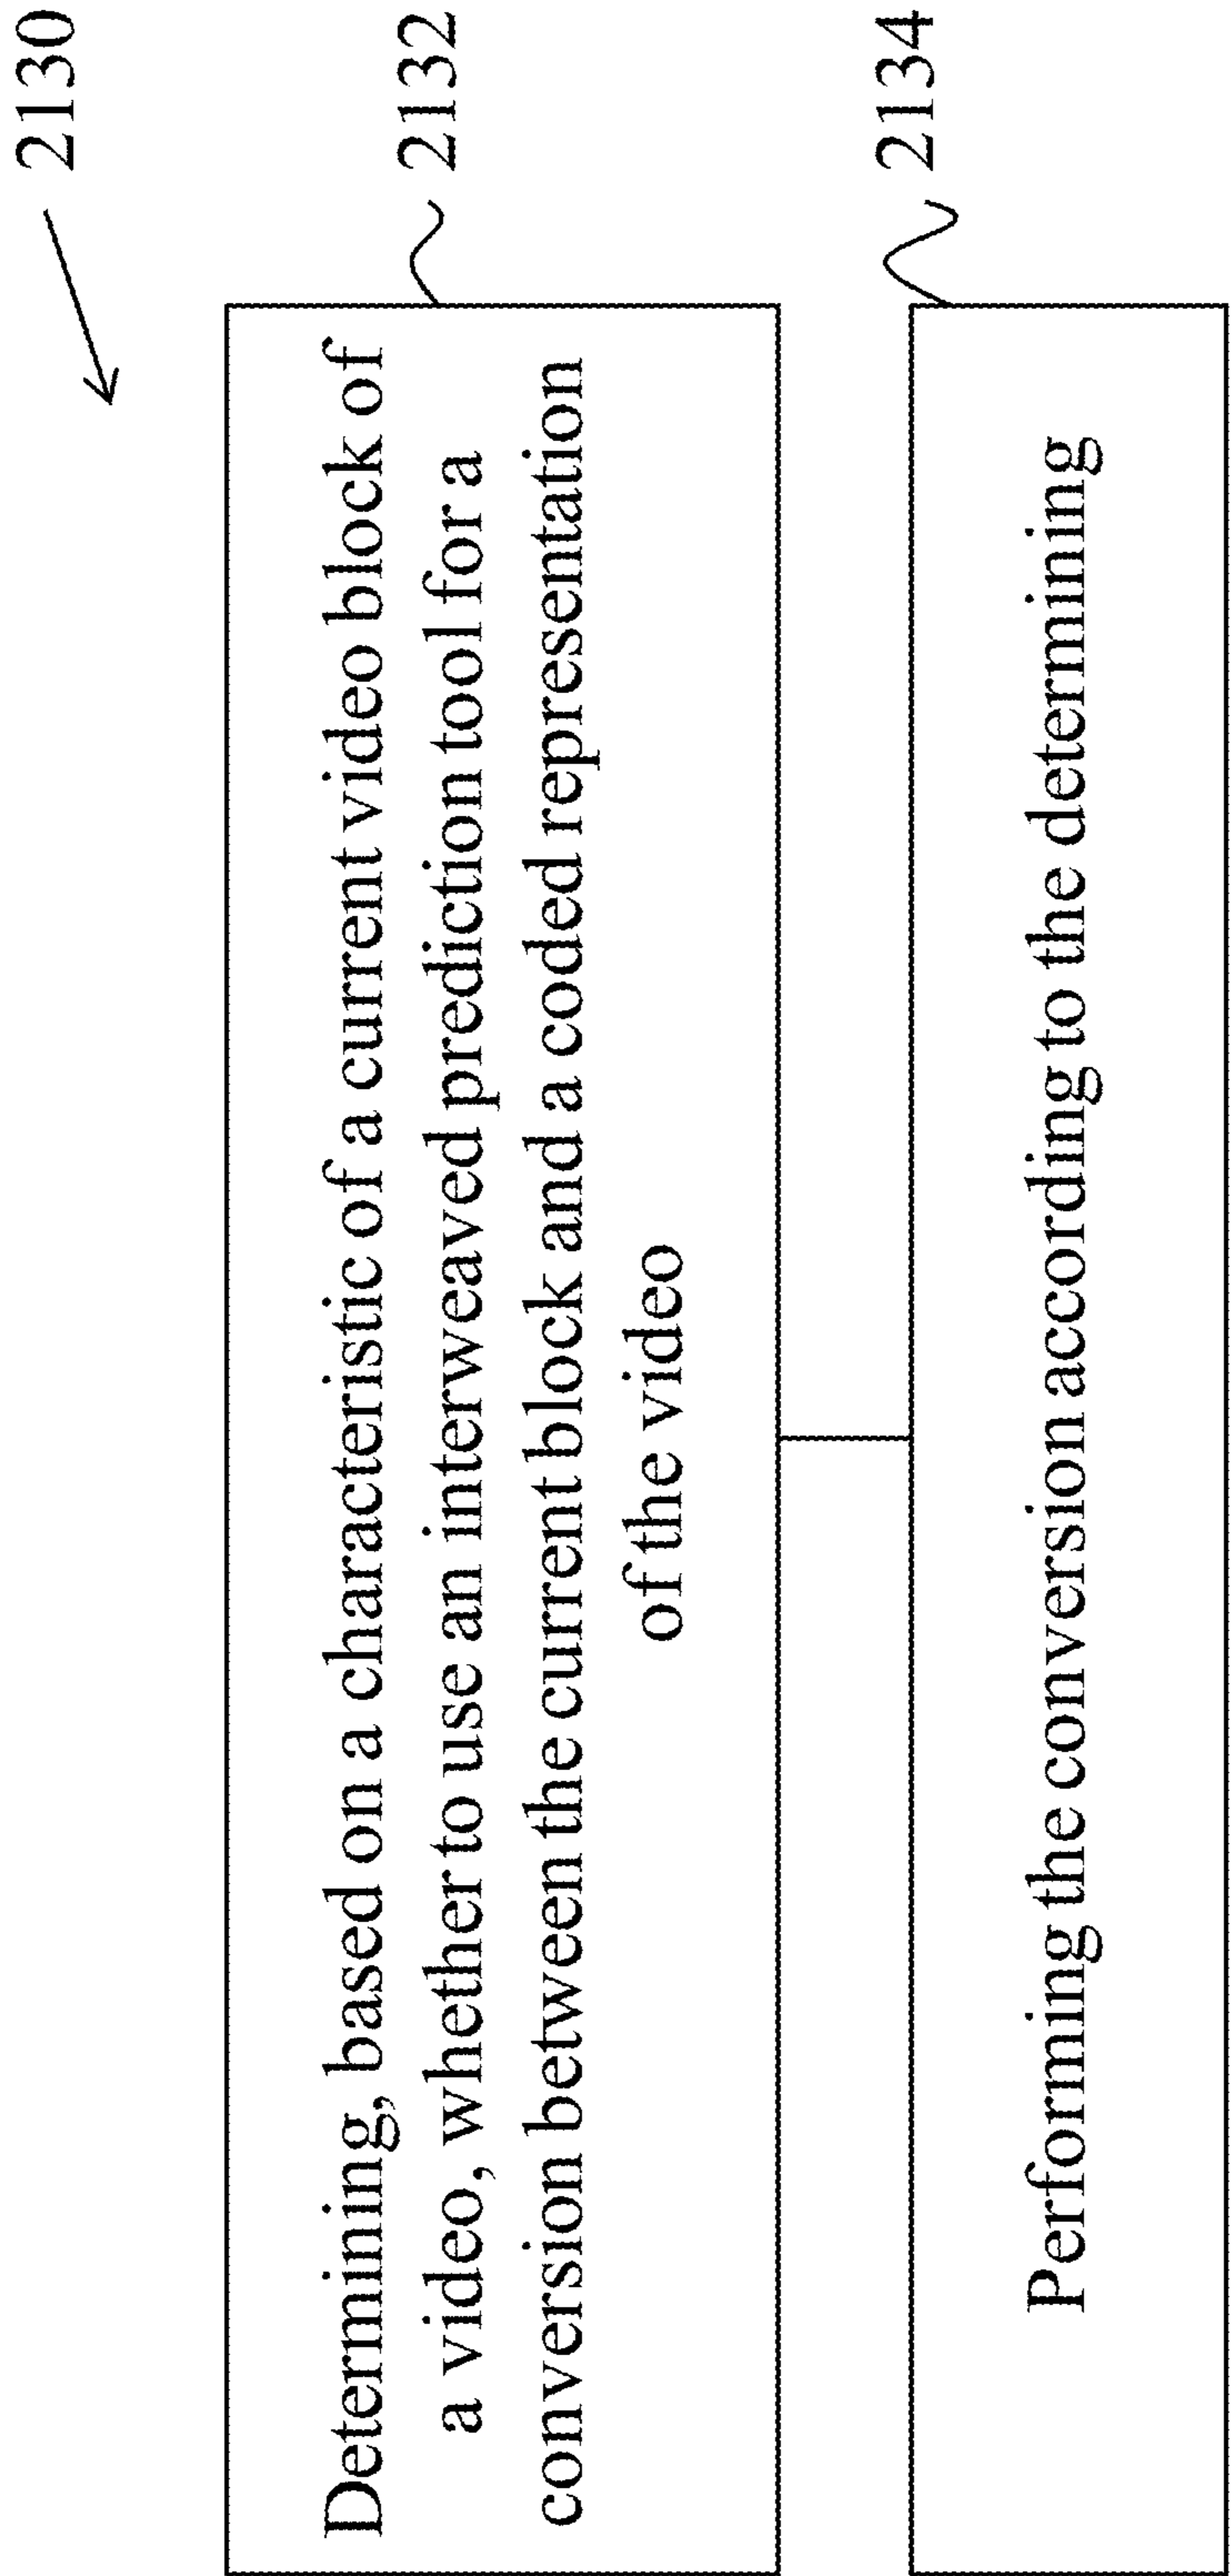 2130
Determining, based on a characteristic of a current video block of
a video, whether to use an interweaved prediction tool for a
conversion between the current block and a coded representation
of the video
2132
Performing the conversion according to the determining
2134